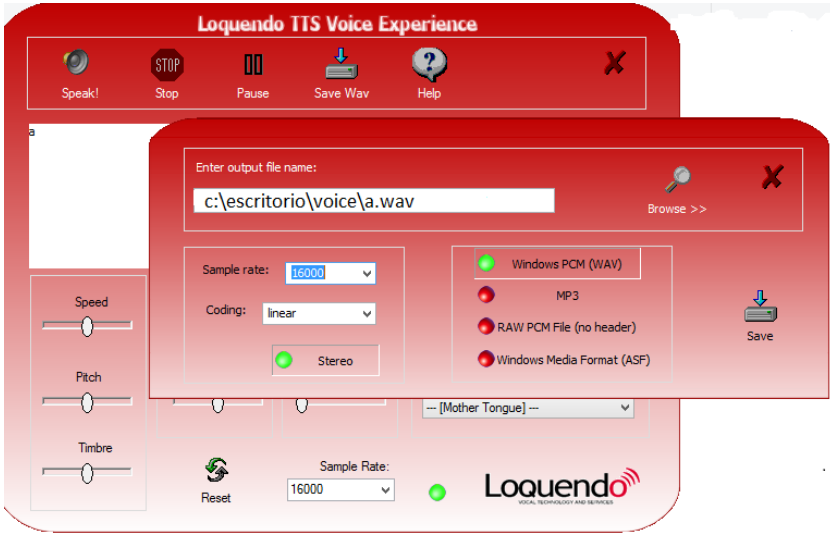 Loquendo TTS Voice Experience
STOP
Speak!
Stop
Pause
Save Wav
Help
a
Enter output file name:
c:\escritorio\voice\a.wav
Browse >>
Sample rate:
16000
Coding:
linear
Stereo
Windows PCM (WAV)
MP3
RAW PCM File (no header)
Windows Media Format (ASF)
Save
Speed
Pitch
Timbre
--- [Mother Tongue] ---
Reset
Sample Rate:
16000
Loquendo
VOCAL TECHNOLOGY AND SERVICES